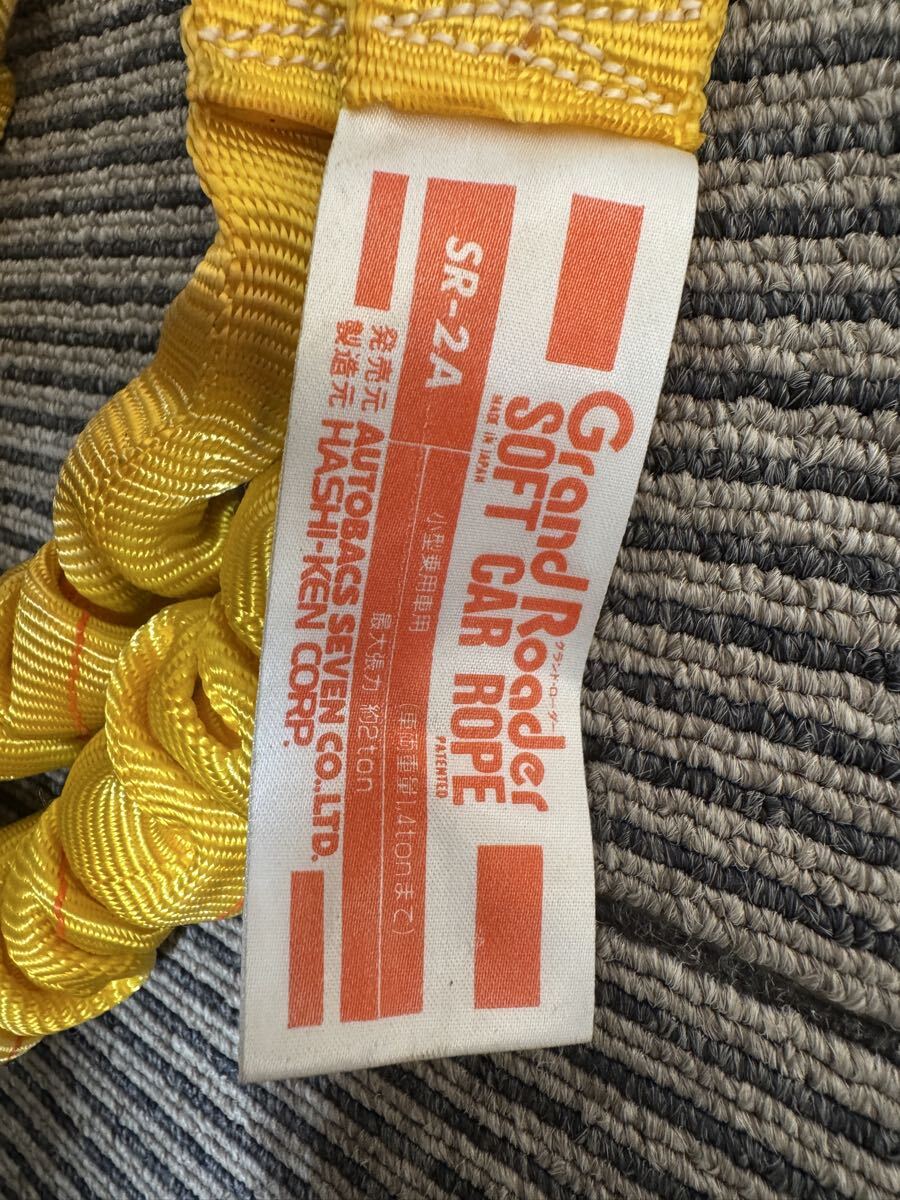 Grand Roader
グランドローダー
SOFT CAR ROPE
MADE IN JAPAN
PATENTED
SR-2A
小型乗用車用
(車両重量1.4tonまで)
最大張力 約2ton
発売元 AUTOBACS SEVEN CO.,LTD.
製造元 HASHI-KEN CORP.